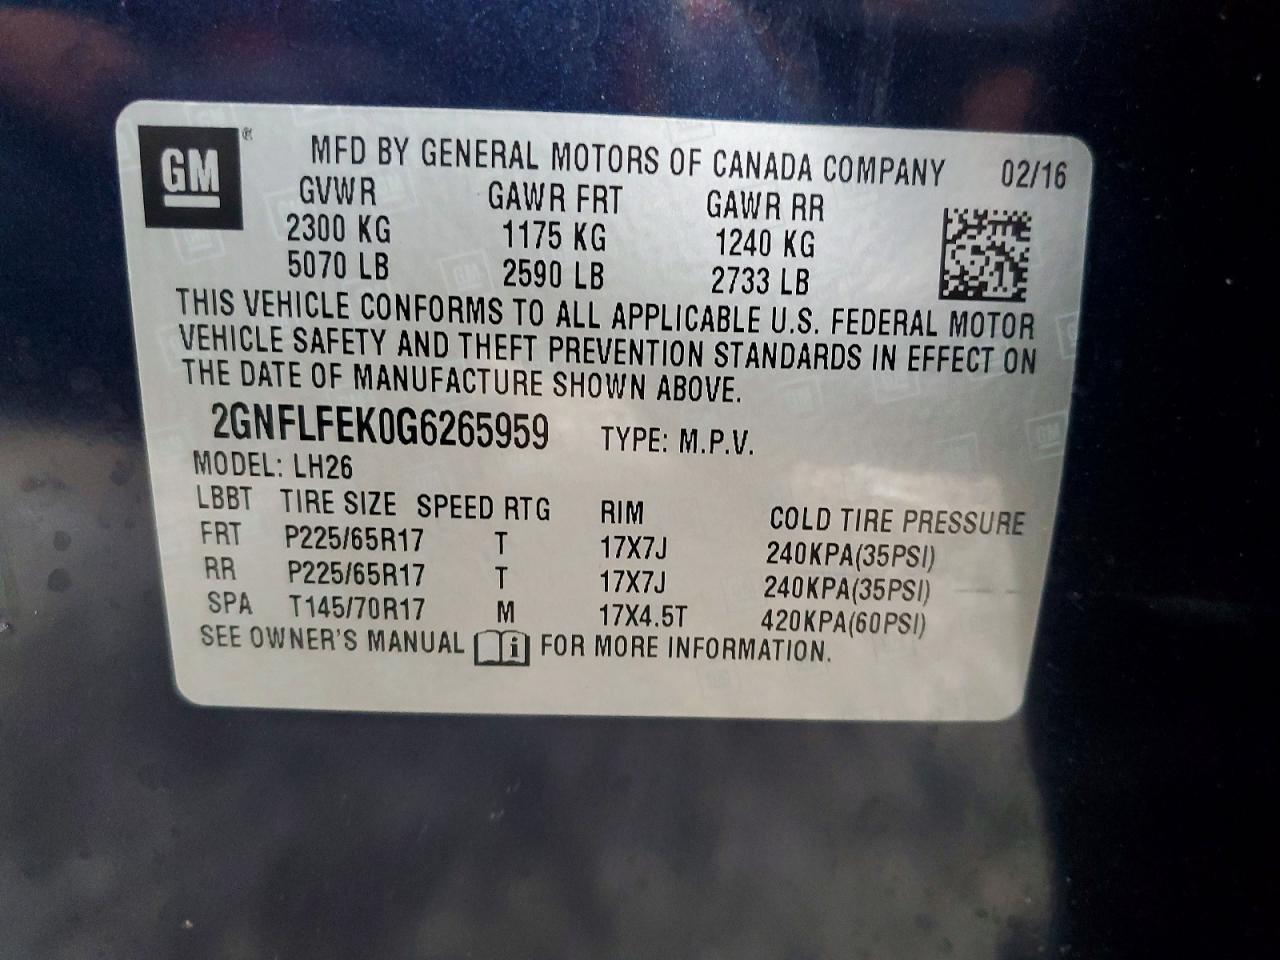 GM®
MFD BY GENERAL MOTORS OF CANADA COMPANY 02/16
GVWR GAWR FRT GAWR RR
2300 KG 1175 KG 1240 KG
5070 LB 2590 LB 2733 LB
THIS VEHICLE CONFORMS TO ALL APPLICABLE U.S. FEDERAL MOTOR
VEHICLE SAFETY AND THEFT PREVENTION STANDARDS IN EFFECT ON
THE DATE OF MANUFACTURE SHOWN ABOVE.
2GNFLFEK0G6265959 TYPE: M.P.V.
MODEL: LH26
LBBT TIRE SIZE SPEED RTG RIM COLD TIRE PRESSURE
FRT P225/65R17 T 17X7J 240KPA(35PSI)
RR P225/65R17 T 17X7J 240KPA(35PSI)
SPA T145/70R17 M 17X4.5T 420KPA(60PSI)
SEE OWNER'S MANUAL i FOR MORE INFORMATION.